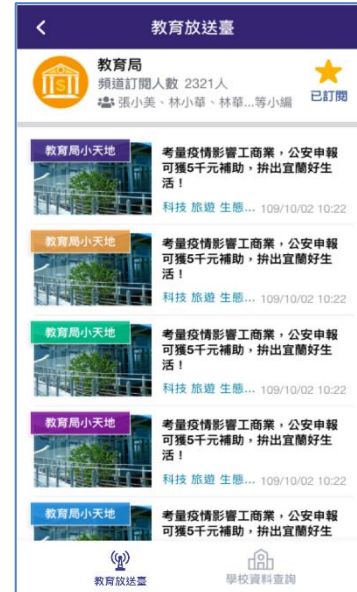 教育放送臺
教育局
頻道訂閱人數 2321人
張小美、林小華、林華...等小編
已訂閱
教育局小天地
考量疫情影響工商業，公安申報
可獲5千元補助，拚出宜蘭好生
活！
科技 旅遊 生態... 109/10/02 10:22
教育局小天地
考量疫情影響工商業，公安申報
可獲5千元補助，拚出宜蘭好生
活！
科技 旅遊 生態... 109/10/02 10:22
教育局小天地
考量疫情影響工商業，公安申報
可獲5千元補助，拚出宜蘭好生
活！
科技 旅遊 生態... 109/10/02 10:22
教育局小天地
考量疫情影響工商業，公安申報
可獲5千元補助，拚出宜蘭好生
活！
科技 旅遊 生態... 109/10/02 10:22
教育局小天地
考量疫情影響工商業，公安申報
可獲5千元補助，拚出宜蘭好生
教育放送臺
學校資料查詢